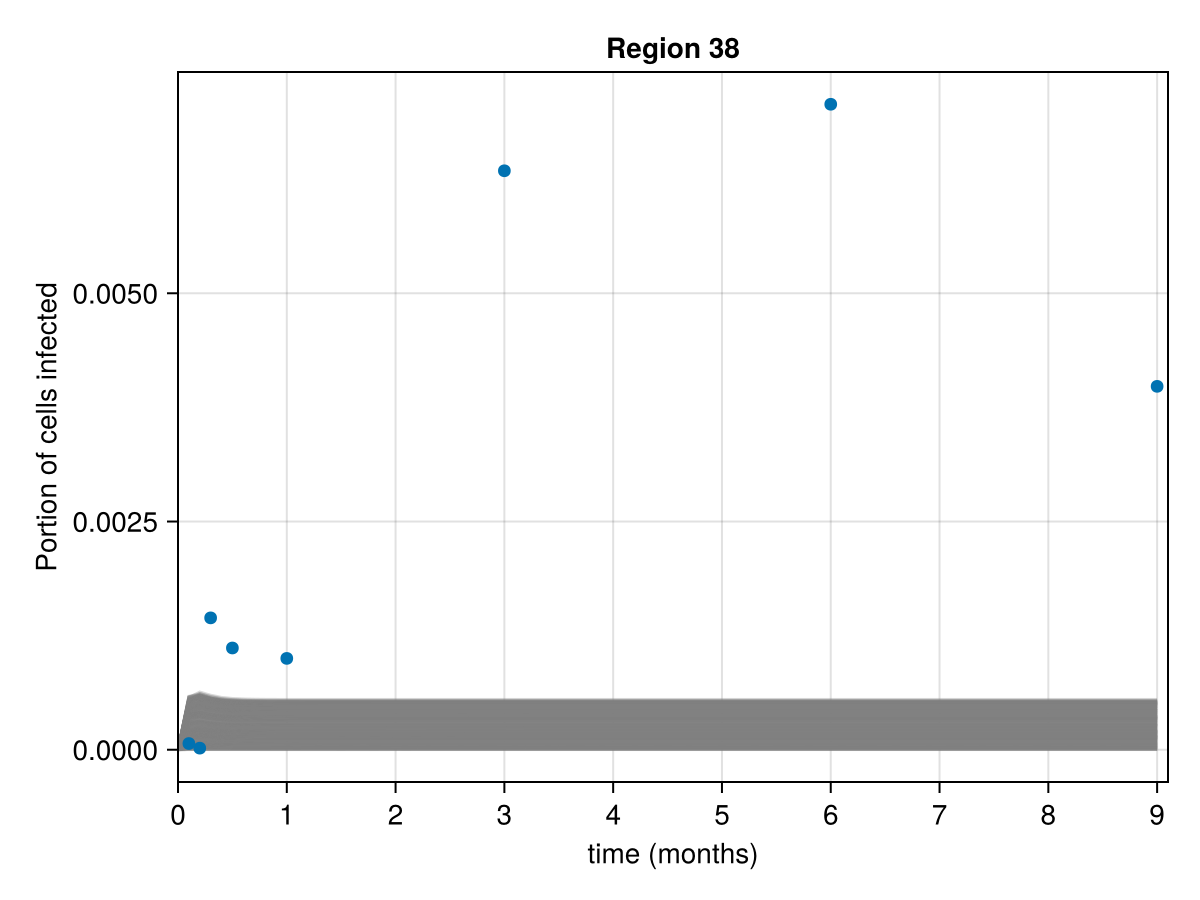 Region 38
Portion of cells infected
0.0050
0.0025
0.0000
0 1 2 3 4 5 6 7 8 9
time (months)